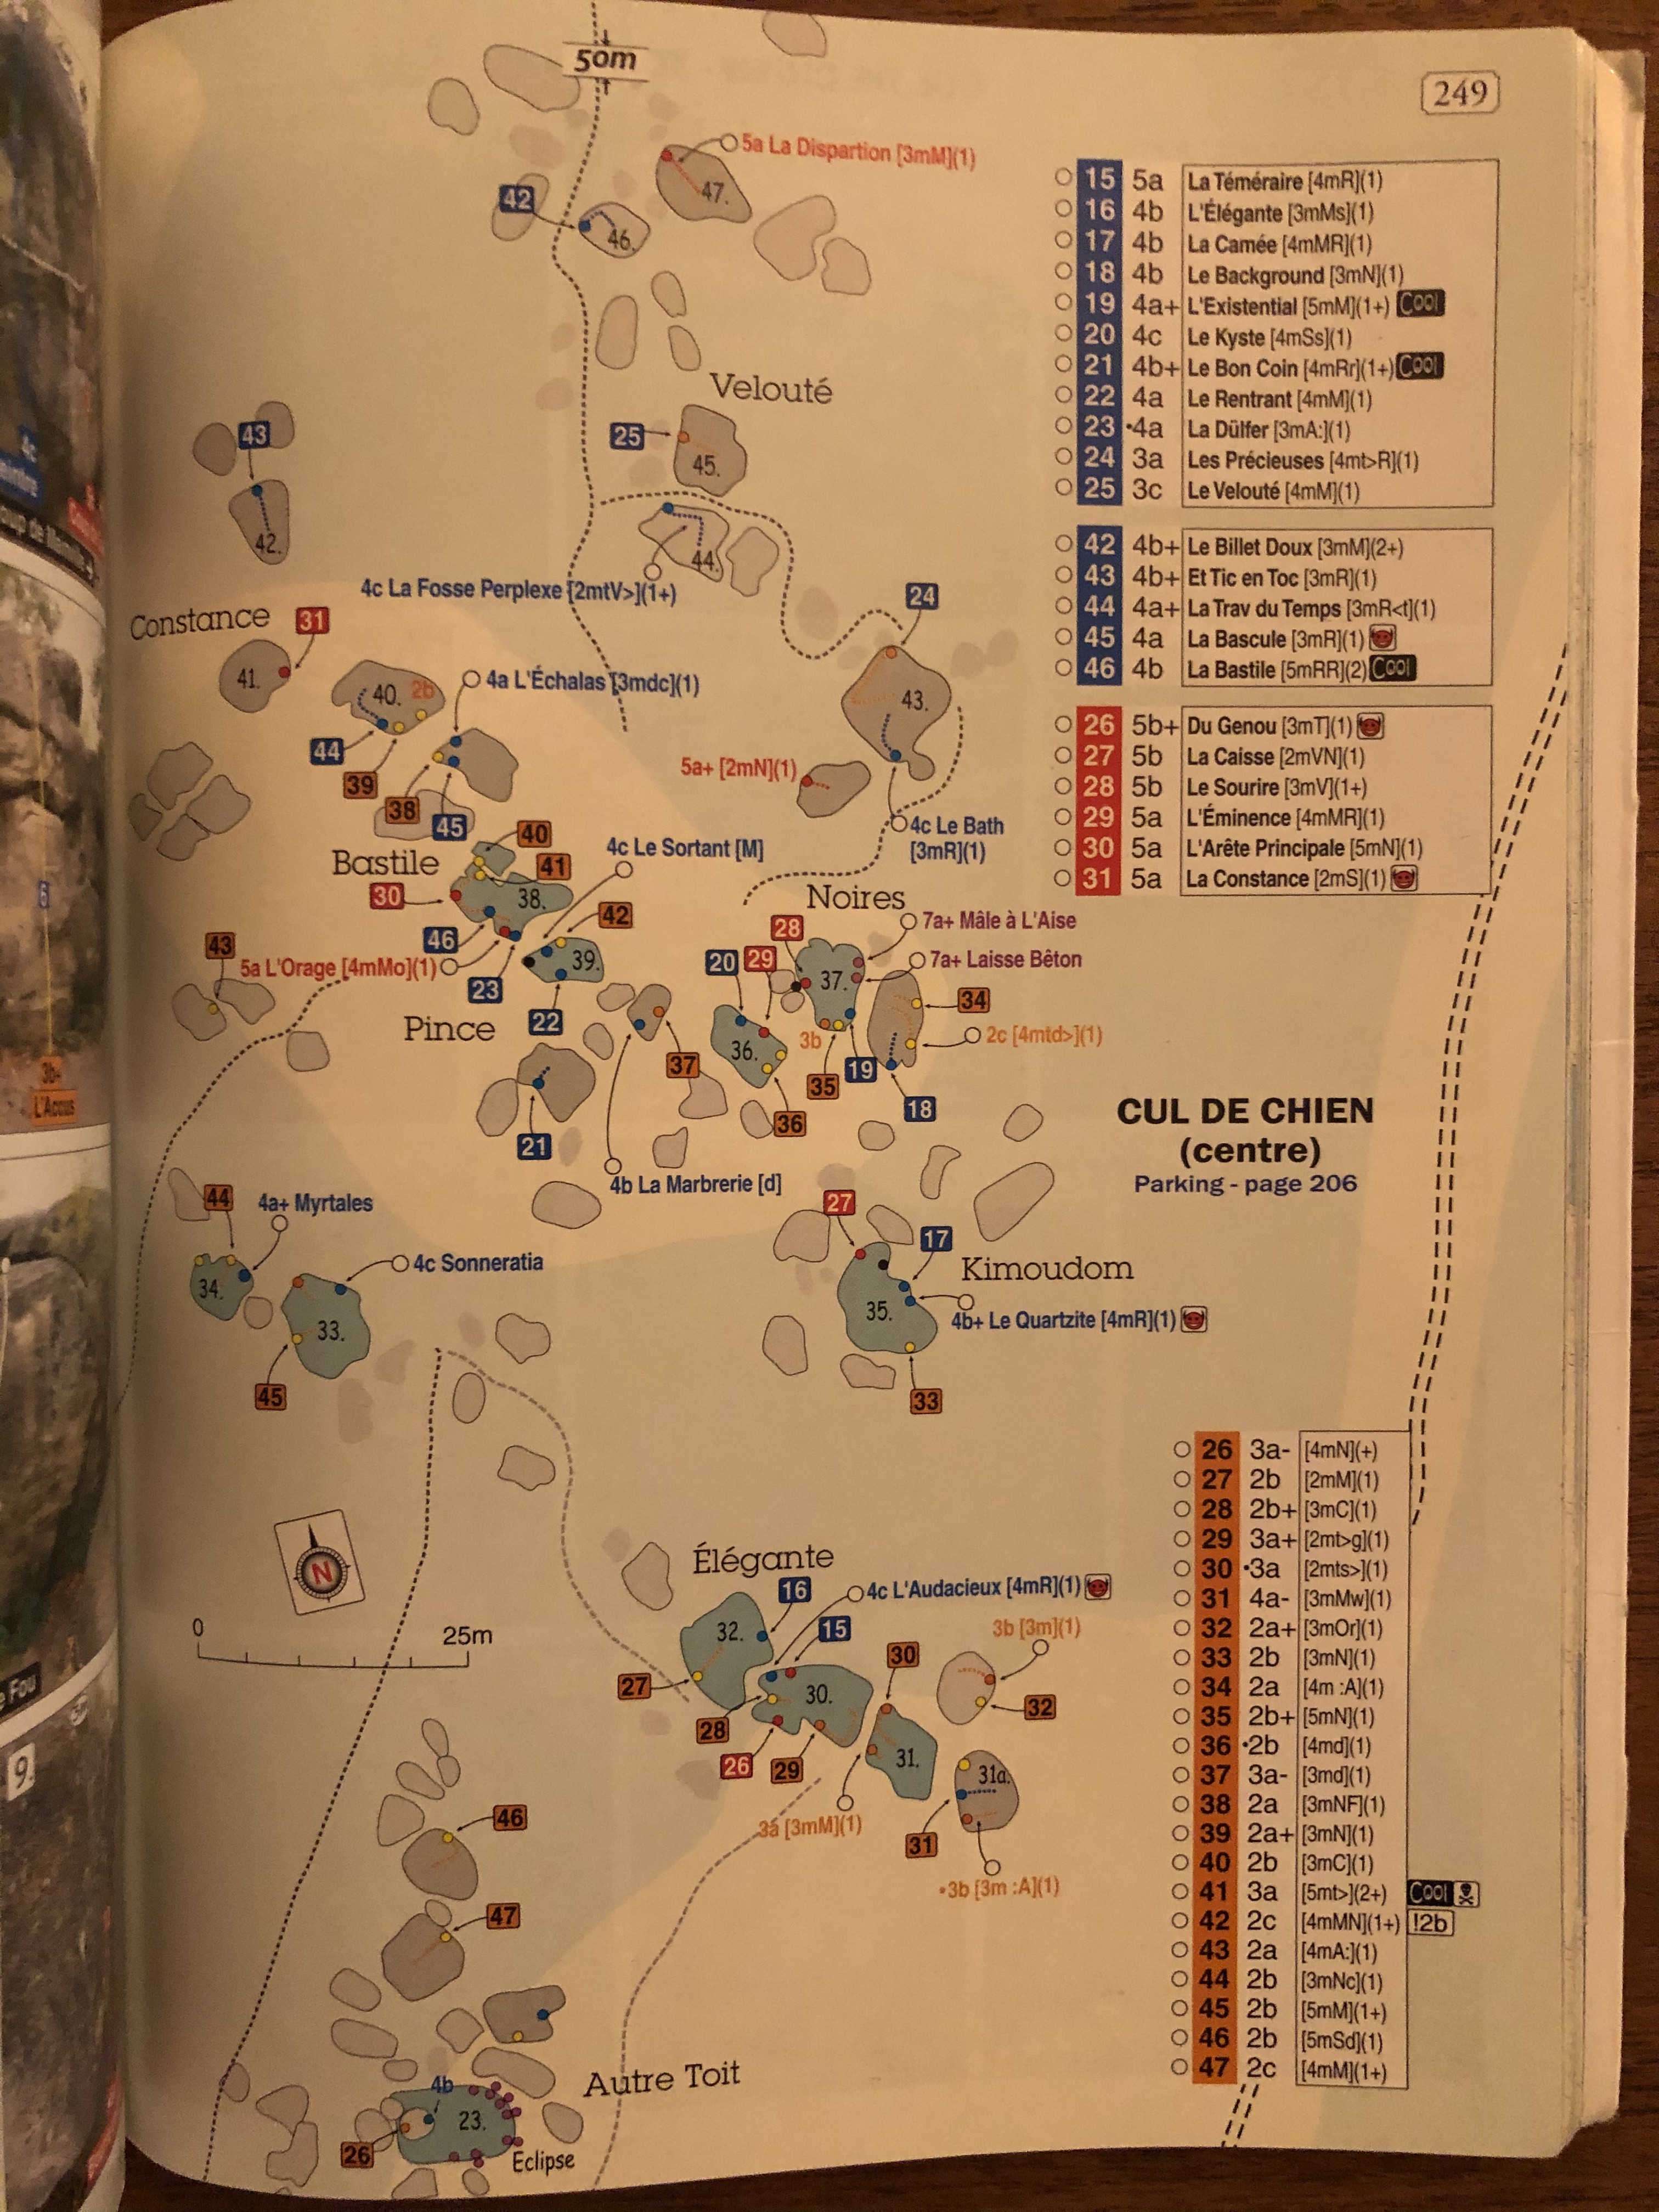 50m
249
5a La Dispartion [3mM](1)
47.
42
46.
Velouté
25
45.
43
42.
44.
4c La Fosse Perplexe [2mtV>](1+)
24
Constance
31
41.
40.
2b
4a L'Échalas [3mdc](1)
43.
44
39
38
45
5a+ [2mN](1)
4c Le Bath
[3mR](1)
40
41
Bastile
4c Le Sortant [M]
30
38.
42
46
Noires
28
7a+ Mâle à L'Aise
43
5a L'Orage [4mMo](1)
39.
20
29
37.
7a+ Laisse Bêton
23
34
Pince
22
36.
3b
2c [4mtd>](1)
37
35
19
18
21
36
4b La Marbrerie [d]
CUL DE CHIEN
(centre)
Parking - page 206
44
4a+ Myrtales
27
17
4c Sonneratia
Kimoudom
34.
33.
35.
4b+ Le Quartzite [4mR](1)
45
33
N
0
25m
Élégante
16
4c L'Audacieux [4mR](1)
32.
15
3b [3m](1)
27
30
30.
32
28
26
29
31.
31a.
3a [3mM](1)
31
•3b [3m :A](1)
46
47
Autre Toit
4b
23.
26
Eclipse
15 5a La Téméraire [4mR](1)
16 4b L'Élégante [3mMs](1)
17 4b La Camée [4mMR](1)
18 4b Le Background [3mN](1)
19 4a+ L'Existential [5mM](1+) Cool
20 4c Le Kyste [4mSs](1)
21 4b+ Le Bon Coin [4mRr](1+) Cool
22 4a Le Rentrant [4mM](1)
23 •4a La Dülfer [3mA:](1)
24 3a Les Précieuses [4mt>R](1)
25 3c Le Velouté [4mM](1)
42 4b+ Le Billet Doux [3mM](2+)
43 4b+ Et Tic en Toc [3mR](1)
44 4a+ La Trav du Temps [3mR<t](1)
45 4a La Bascule [3mR](1)
46 4b La Bastile [5mRR](2) Cool
26 5b+ Du Genou [3mT](1)
27 5b La Caisse [2mVN](1)
28 5b Le Sourire [3mV](1+)
29 5a L'Éminence [4mMR](1)
30 5a L'Arête Principale [5mN](1)
31 5a La Constance [2mS](1)
26 3a- [4mN](+)
27 2b [2mM](1)
28 2b+ [3mC](1)
29 3a+ [2mt>g](1)
30 •3a [2mts>](1)
31 4a- [3mMw](1)
32 2a+ [3mOr](1)
33 2b [3mN](1)
34 2a [4m :A](1)
35 2b+ [5mN](1)
36 •2b [4md](1)
37 3a- [3md](1)
38 2a [3mNF](1)
39 2a+ [3mN](1)
40 2b [3mC](1)
41 3a [5mt>](2+) Cool
42 2c [4mMN](1+) !2b
43 2a [4mA:](1)
44 2b [3mNc](1)
45 2b [5mM](1+)
46 2b [5mSd](1)
47 2c [4mM](1+)
3b+
L'Accus
6
e Fou
9.